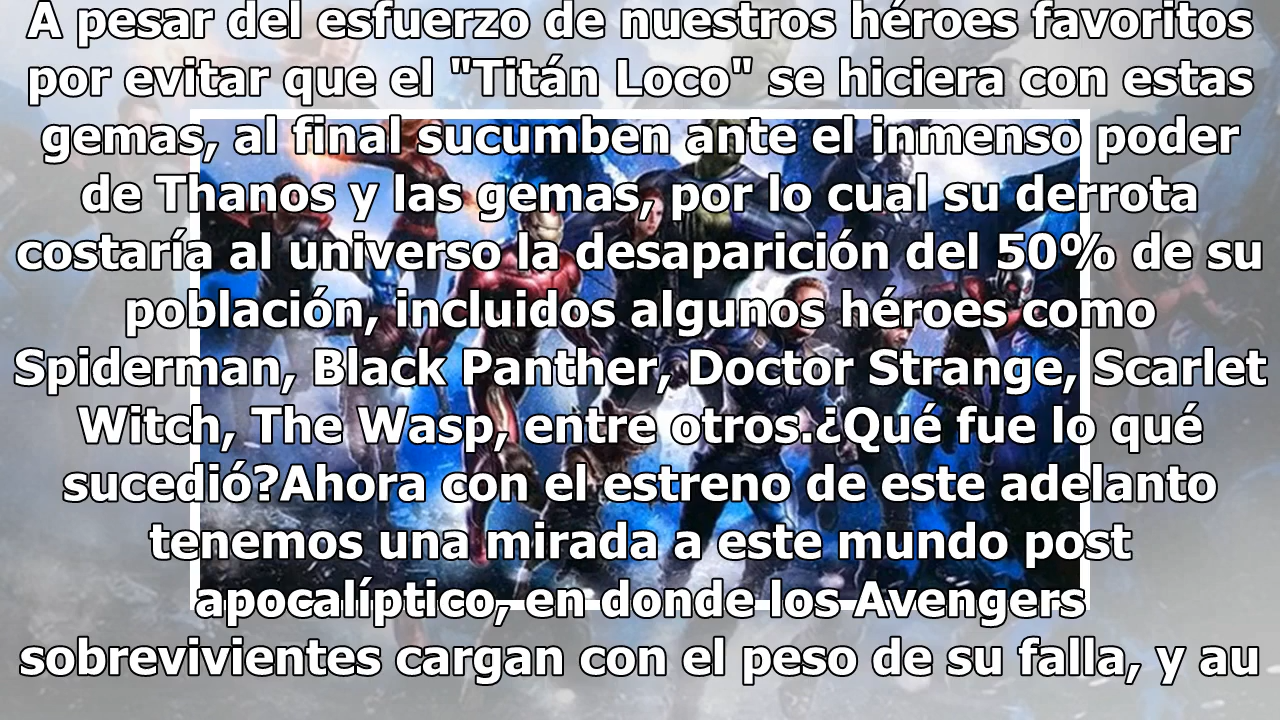 A pesar del esfuerzo de nuestros héroes favoritos
por evitar que el "Titán Loco" se hiciera con estas
gemas, al final sucumben ante el inmenso poder
de Thanos y las gemas, por lo cual su derrota
costaría al universo la desaparición del 50% de su
población, incluidos algunos héroes como
Spiderman, Black Panther, Doctor Strange, Scarlet
Witch, The Wasp, entre otros.¿Qué fue lo qué
sucedió?Ahora con el estreno de este adelanto
tenemos una mirada a este mundo post
apocalíptico, en donde los Avengers
sobrevivientes cargan con el peso de su falla, y au